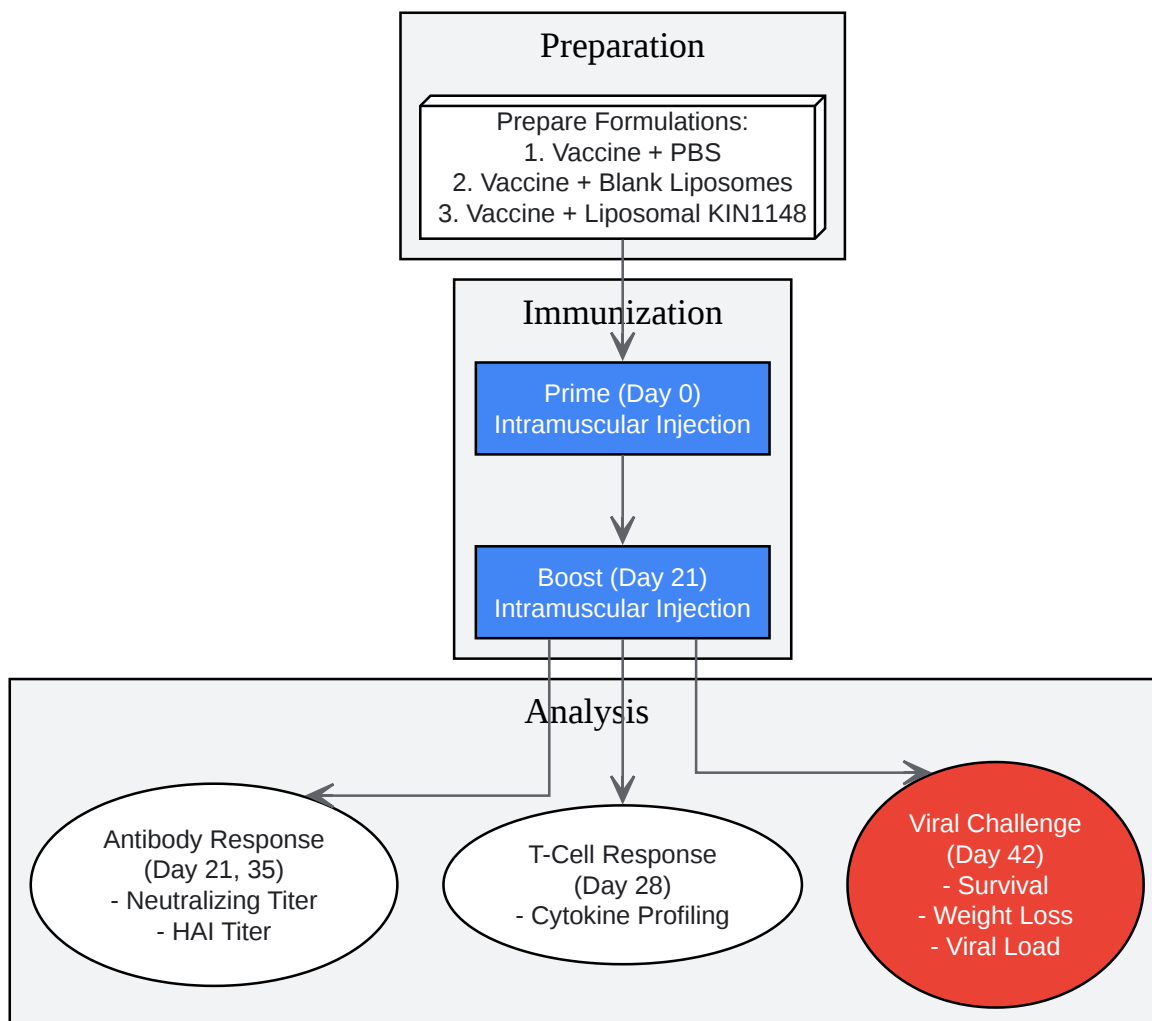 Preparation
Prepare Formulations:
1. Vaccine + PBS
2. Vaccine + Blank Liposomes
3. Vaccine + Liposomal KIN1148
Immunization
Prime (Day 0)
Intramuscular Injection
Boost (Day 21)
Intramuscular Injection
Analysis
Antibody Response
(Day 21, 35)
- Neutralizing Titer
- HAI Titer
T-Cell Response
(Day 28)
- Cytokine Profiling
Viral Challenge
(Day 42)
- Survival
- Weight Loss
- Viral Load